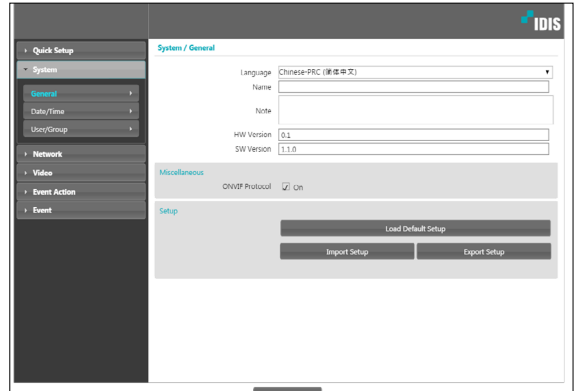 IDIS
Quick Setup
System
General
Date/Time
User/Group
Network
Video
Event Action
Event
System / General
Language Chinese-PRC (简体中文)
Name
Note
HW Version 0.1
SW Version 1.1.0
Miscellaneous
ONVIF Protocol On
Setup
Load Default Setup
Import Setup Export Setup